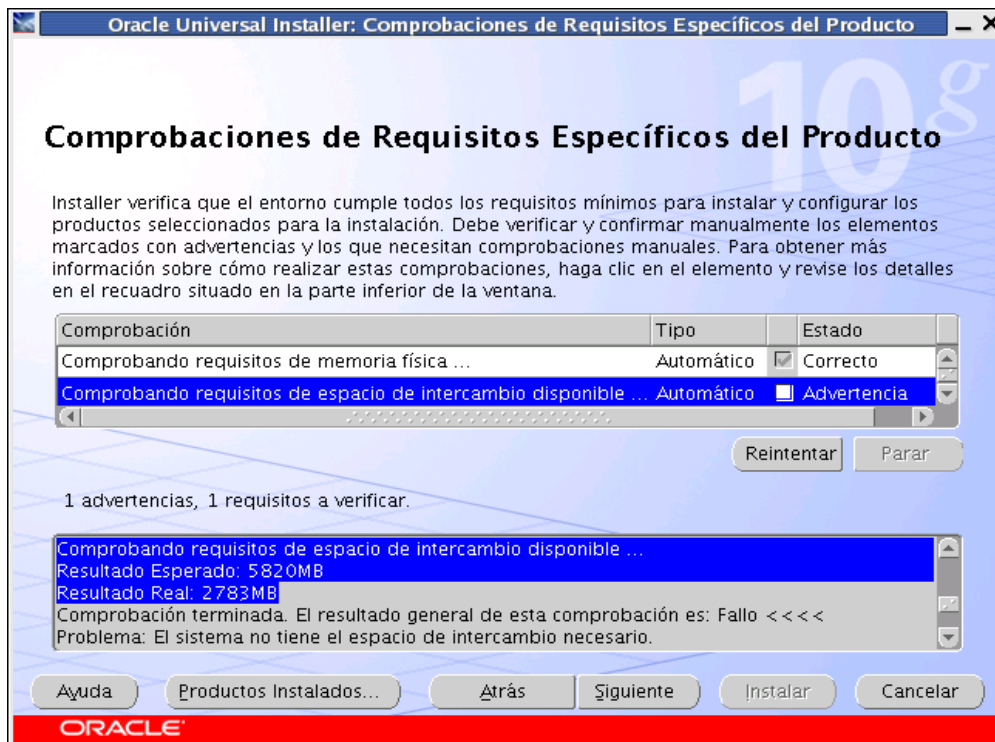 Oracle Universal Installer: Comprobaciones de Requisitos Específicos del Producto
10g
Comprobaciones de Requisitos Específicos del Producto
Installer verifica que el entorno cumple todos los requisitos mínimos para instalar y configurar los
productos seleccionados para la instalación. Debe verificar y confirmar manualmente los elementos
marcados con advertencias y los que necesitan comprobaciones manuales. Para obtener más
información sobre cómo realizar estas comprobaciones, haga clic en el elemento y revise los detalles
en el recuadro situado en la parte inferior de la ventana.
Comprobación Tipo Estado
Comprobando requisitos de memoria física ... Automático Correcto
Comprobando requisitos de espacio de intercambio disponible ... Automático Advertencia
Reintentar Parar
1 advertencias, 1 requisitos a verificar.
Comprobando requisitos de espacio de intercambio disponible ...
Resultado Esperado: 5820MB
Resultado Real: 2783MB
Comprobación terminada. El resultado general de esta comprobación es: Fallo <<<<
Problema: El sistema no tiene el espacio de intercambio necesario.
Ayuda Productos Instalados... Atrás Siguiente Instalar Cancelar
ORACLE